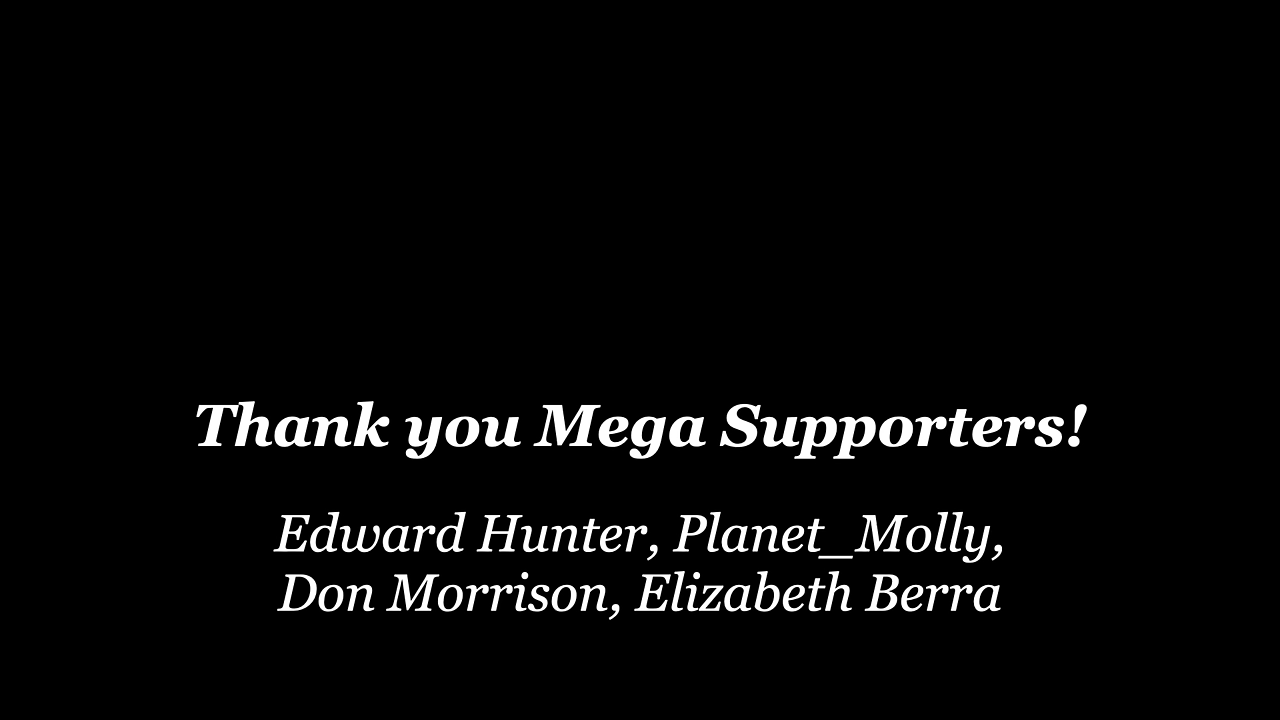 Thank you Mega Supporters!
Edward Hunter, Planet_Molly,
Don Morrison, Elizabeth Berra